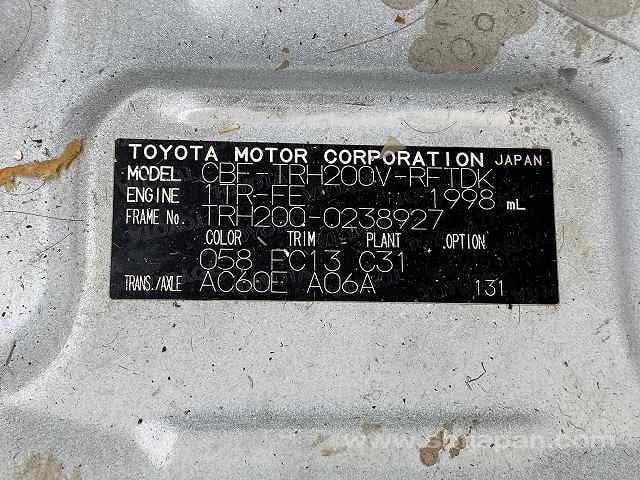 TOYOTA MOTOR CORPORATION JAPAN
MODEL CBF-TRH200V-RFTDK
ENGINE 1TR-FE 1998 mL
FRAME No. TRH200-0238927
COLOR TRIM PLANT OPTION
058 FC13 C31
TRANS./AXLE AC60E A06A 131